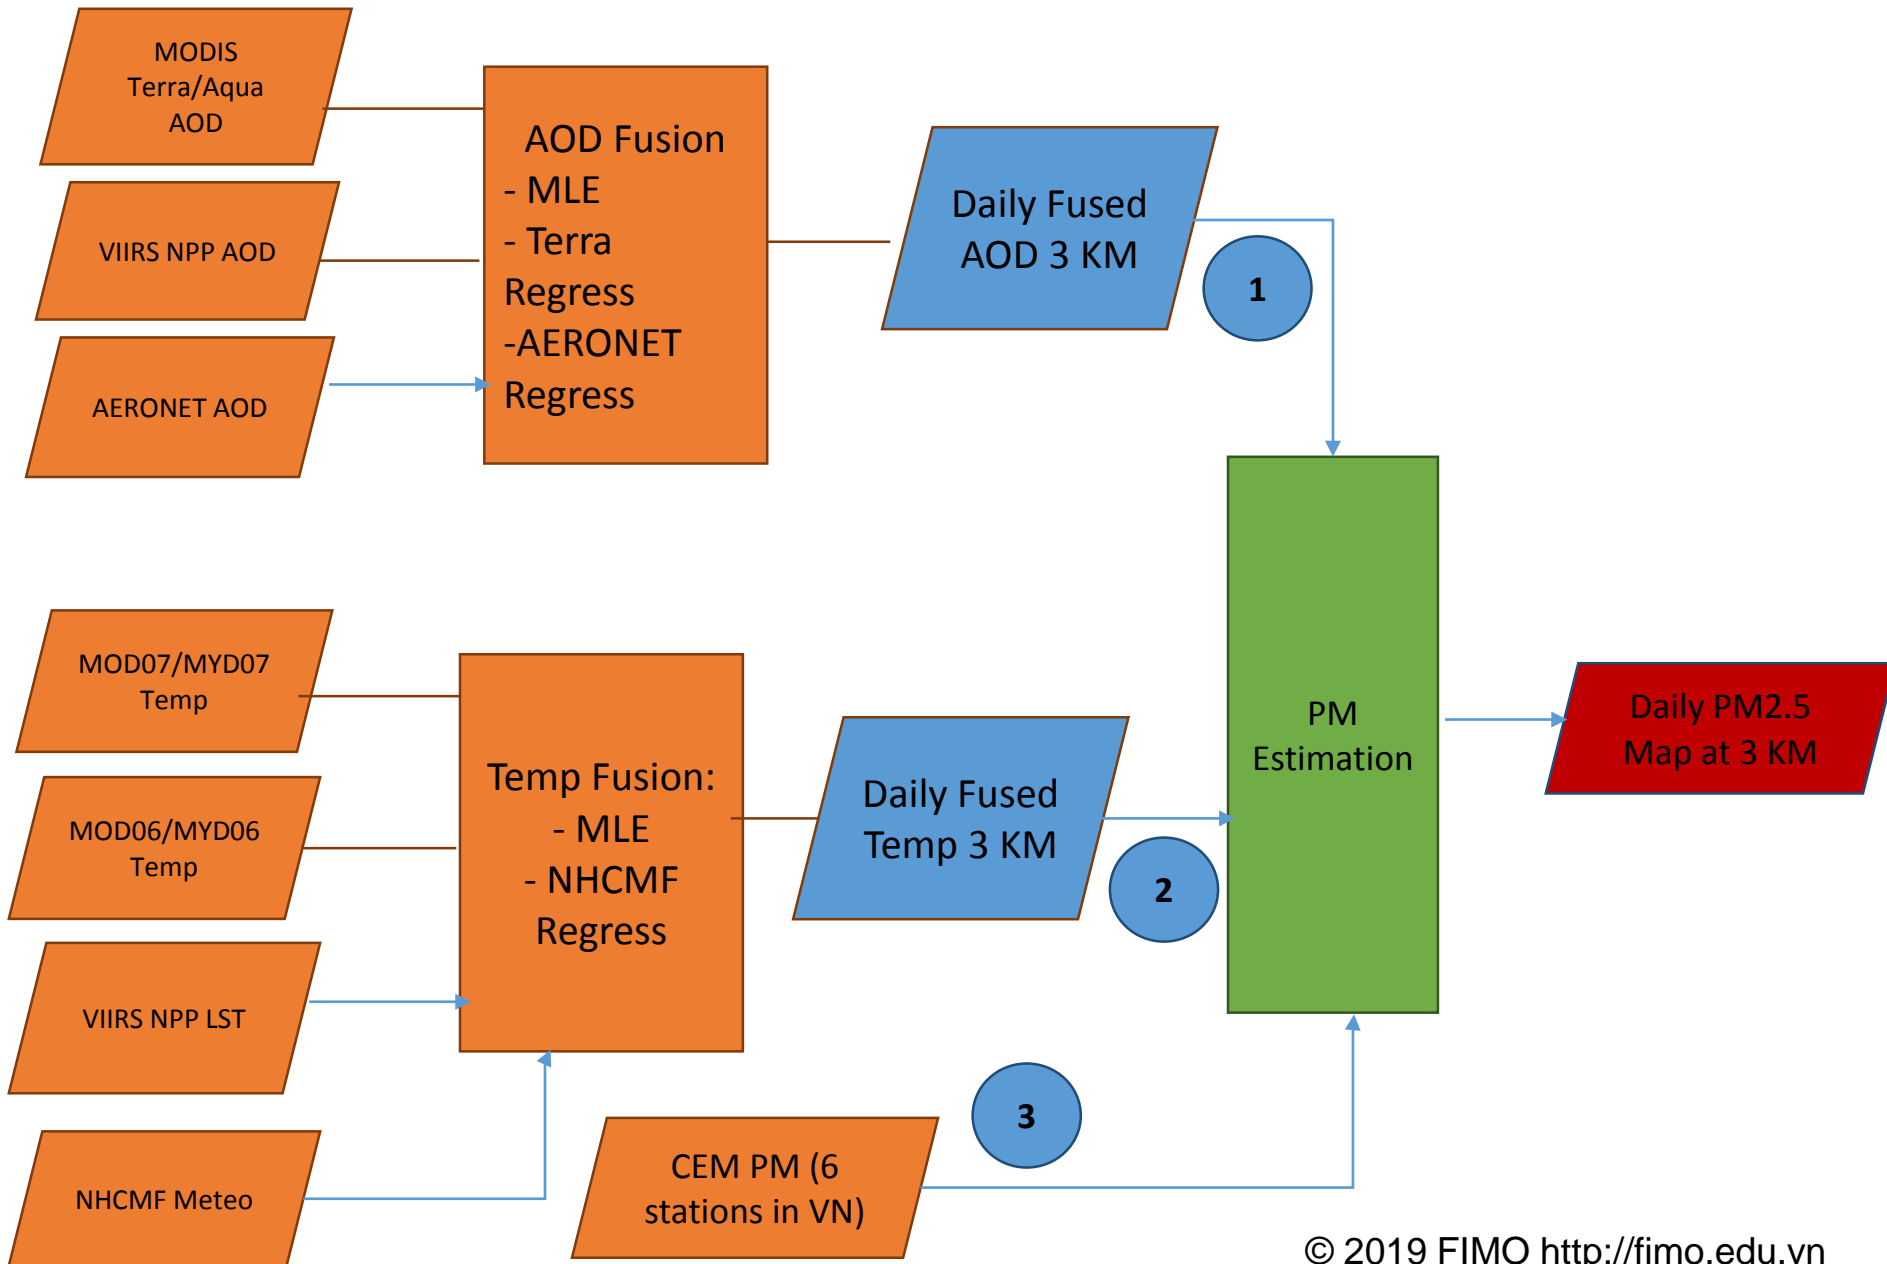 MODIS
Terra/Aqua
AOD
VIIRS NPP AOD
AERONET AOD
AOD Fusion
- MLE
- Terra
Regress
-AERONET
Regress
Daily Fused
AOD 3 KM
1
MOD07/MYD07
Temp
MOD06/MYD06
Temp
VIIRS NPP LST
NHCMF Meteo
Temp Fusion:
- MLE
- NHCMF
Regress
Daily Fused
Temp 3 KM
2
3
CEM PM (6
stations in VN)
PM
Estimation
Daily PM2.5
Map at 3 KM
© 2019 FIMO http://fimo.edu.vn